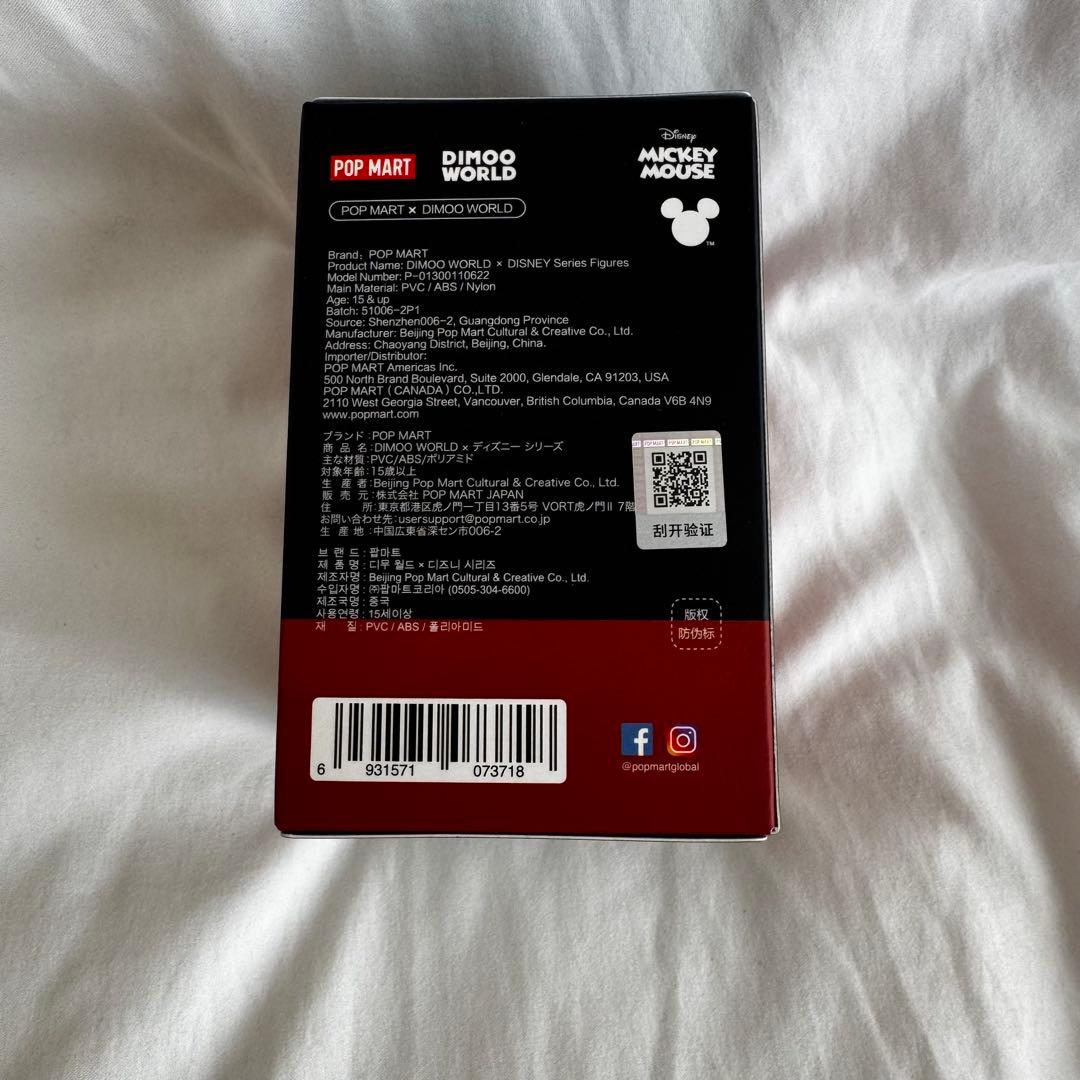 POP MART
DIMOO
WORLD
Disney
MICKEY
MOUSE
TM
POP MART × DIMOO WORLD
Brand: POP MART
Product Name: DIMOO WORLD × DISNEY Series Figures
Model Number: P-01300110622
Main Material: PVC / ABS / Nylon
Age: 15 & up
Batch: 51006-2P1
Source: Shenzhen006-2, Guangdong Province
Manufacturer: Beijing Pop Mart Cultural & Creative Co., Ltd.
Address: Chaoyang District, Beijing, China.
Importer/Distributor:
POP MART Americas Inc.
500 North Brand Boulevard, Suite 2000, Glendale, CA 91203, USA
POP MART ( CANADA ) CO.,LTD.
2110 West Georgia Street, Vancouver, British Columbia, Canada V6B 4N9
www.popmart.com
ブランド:POP MART
商品名:DIMOO WORLD × ディズニー シリーズ
主な材質:PVC/ABS/ポリアミド
対象年齢:15歳以上
生産者:Beijing Pop Mart Cultural & Creative Co., Ltd.
販売元:株式会社 POP MART JAPAN
住所:東京都港区虎ノ門一丁目13番5号 VORT虎ノ門II 7階
お問い合わせ先:usersupport@popmart.co.jp
生産地:中国広東省深セン市006-2
POP MART POP MART POP MART
刮开验证
브랜드 : 팝마트
제품명 : 디무 월드 × 디즈니 시리즈
제조자명 : Beijing Pop Mart Cultural & Creative Co., Ltd.
수입자명 : ㈜팝마트코리아 (0505-304-6600)
제조국명 : 중국
사용연령 : 15세이상
재질 : PVC / ABS / 폴리아미드
版权
防伪标
6 931571 073718
@popmartglobal